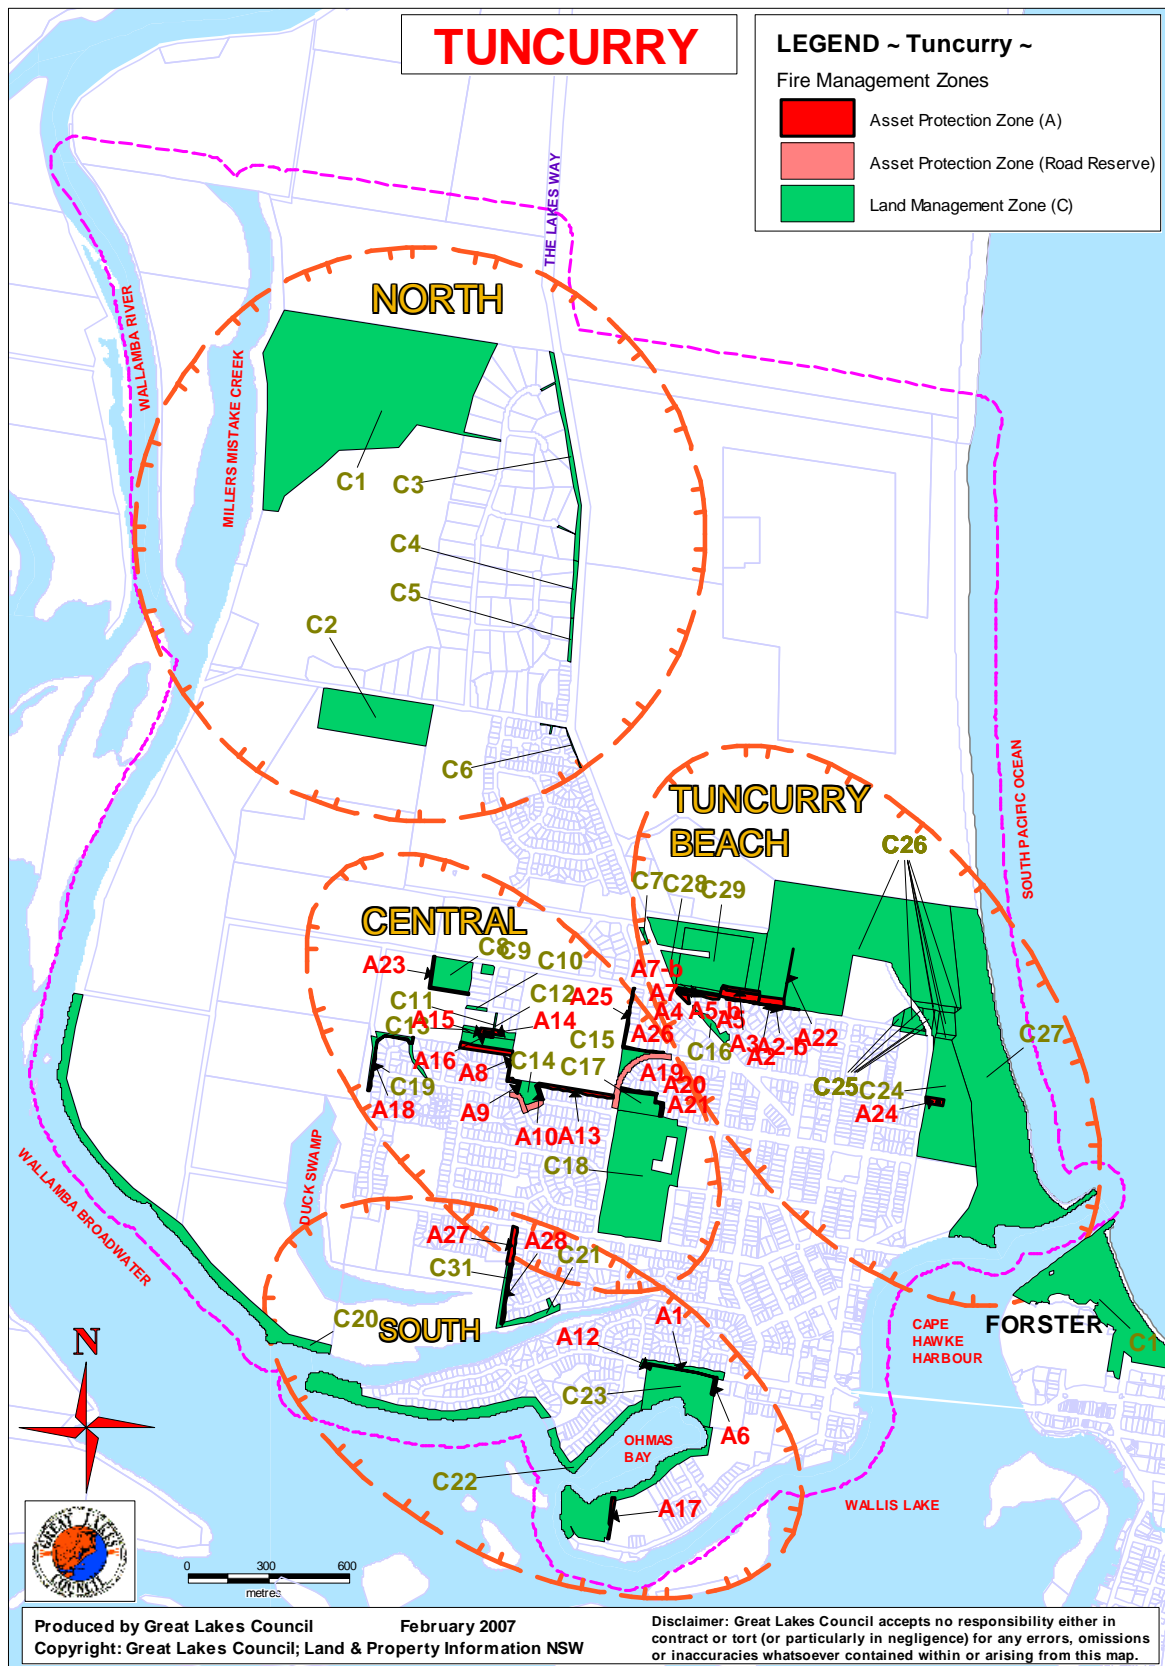 TUNCURRY
LEGEND ~ Tuncurry ~
Fire Management Zones
Asset Protection Zone (A)
Asset Protection Zone (Road Reserve)
Land Management Zone (C)
THE LAKES WAY
WALLAMBA RIVER
MILLERS MISTAKE CREEK
NORTH
C1
C3
C4
C5
C2
C6
SOUTH PACIFIC OCEAN
TUNCURRY
BEACH
C26
C7
C28
C29
CENTRAL
A23
C8
C9
C10
C12
C11
A15
C13
A14
A16
A8
C14
C19
A18
A9
A10
A13
A25
A26
C15
C17
A19
A20
A21
C18
A7-b
A7
A4
A5-b
A5
C16
A3
A2-b
A2
A22
C25
C24
A24
C27
DUCK SWAMP
WALLAMBA BROADWATER
A27
A28
C21
C31
SOUTH
C20
A1
A12
C23
A6
OHMAS
BAY
C22
A17
CAPE
HAWKE
HARBOUR
FORSTER
C1
WALLIS LAKE
N
GREAT LAKES
COUNCIL
0 300 600
metres
Produced by Great Lakes Council February 2007
Copyright: Great Lakes Council; Land & Property Information NSW
Disclaimer: Great Lakes Council accepts no responsibility either in
contract or tort (or particularly in negligence) for any errors, omissions
or inaccuracies whatsoever contained within or arising from this map.